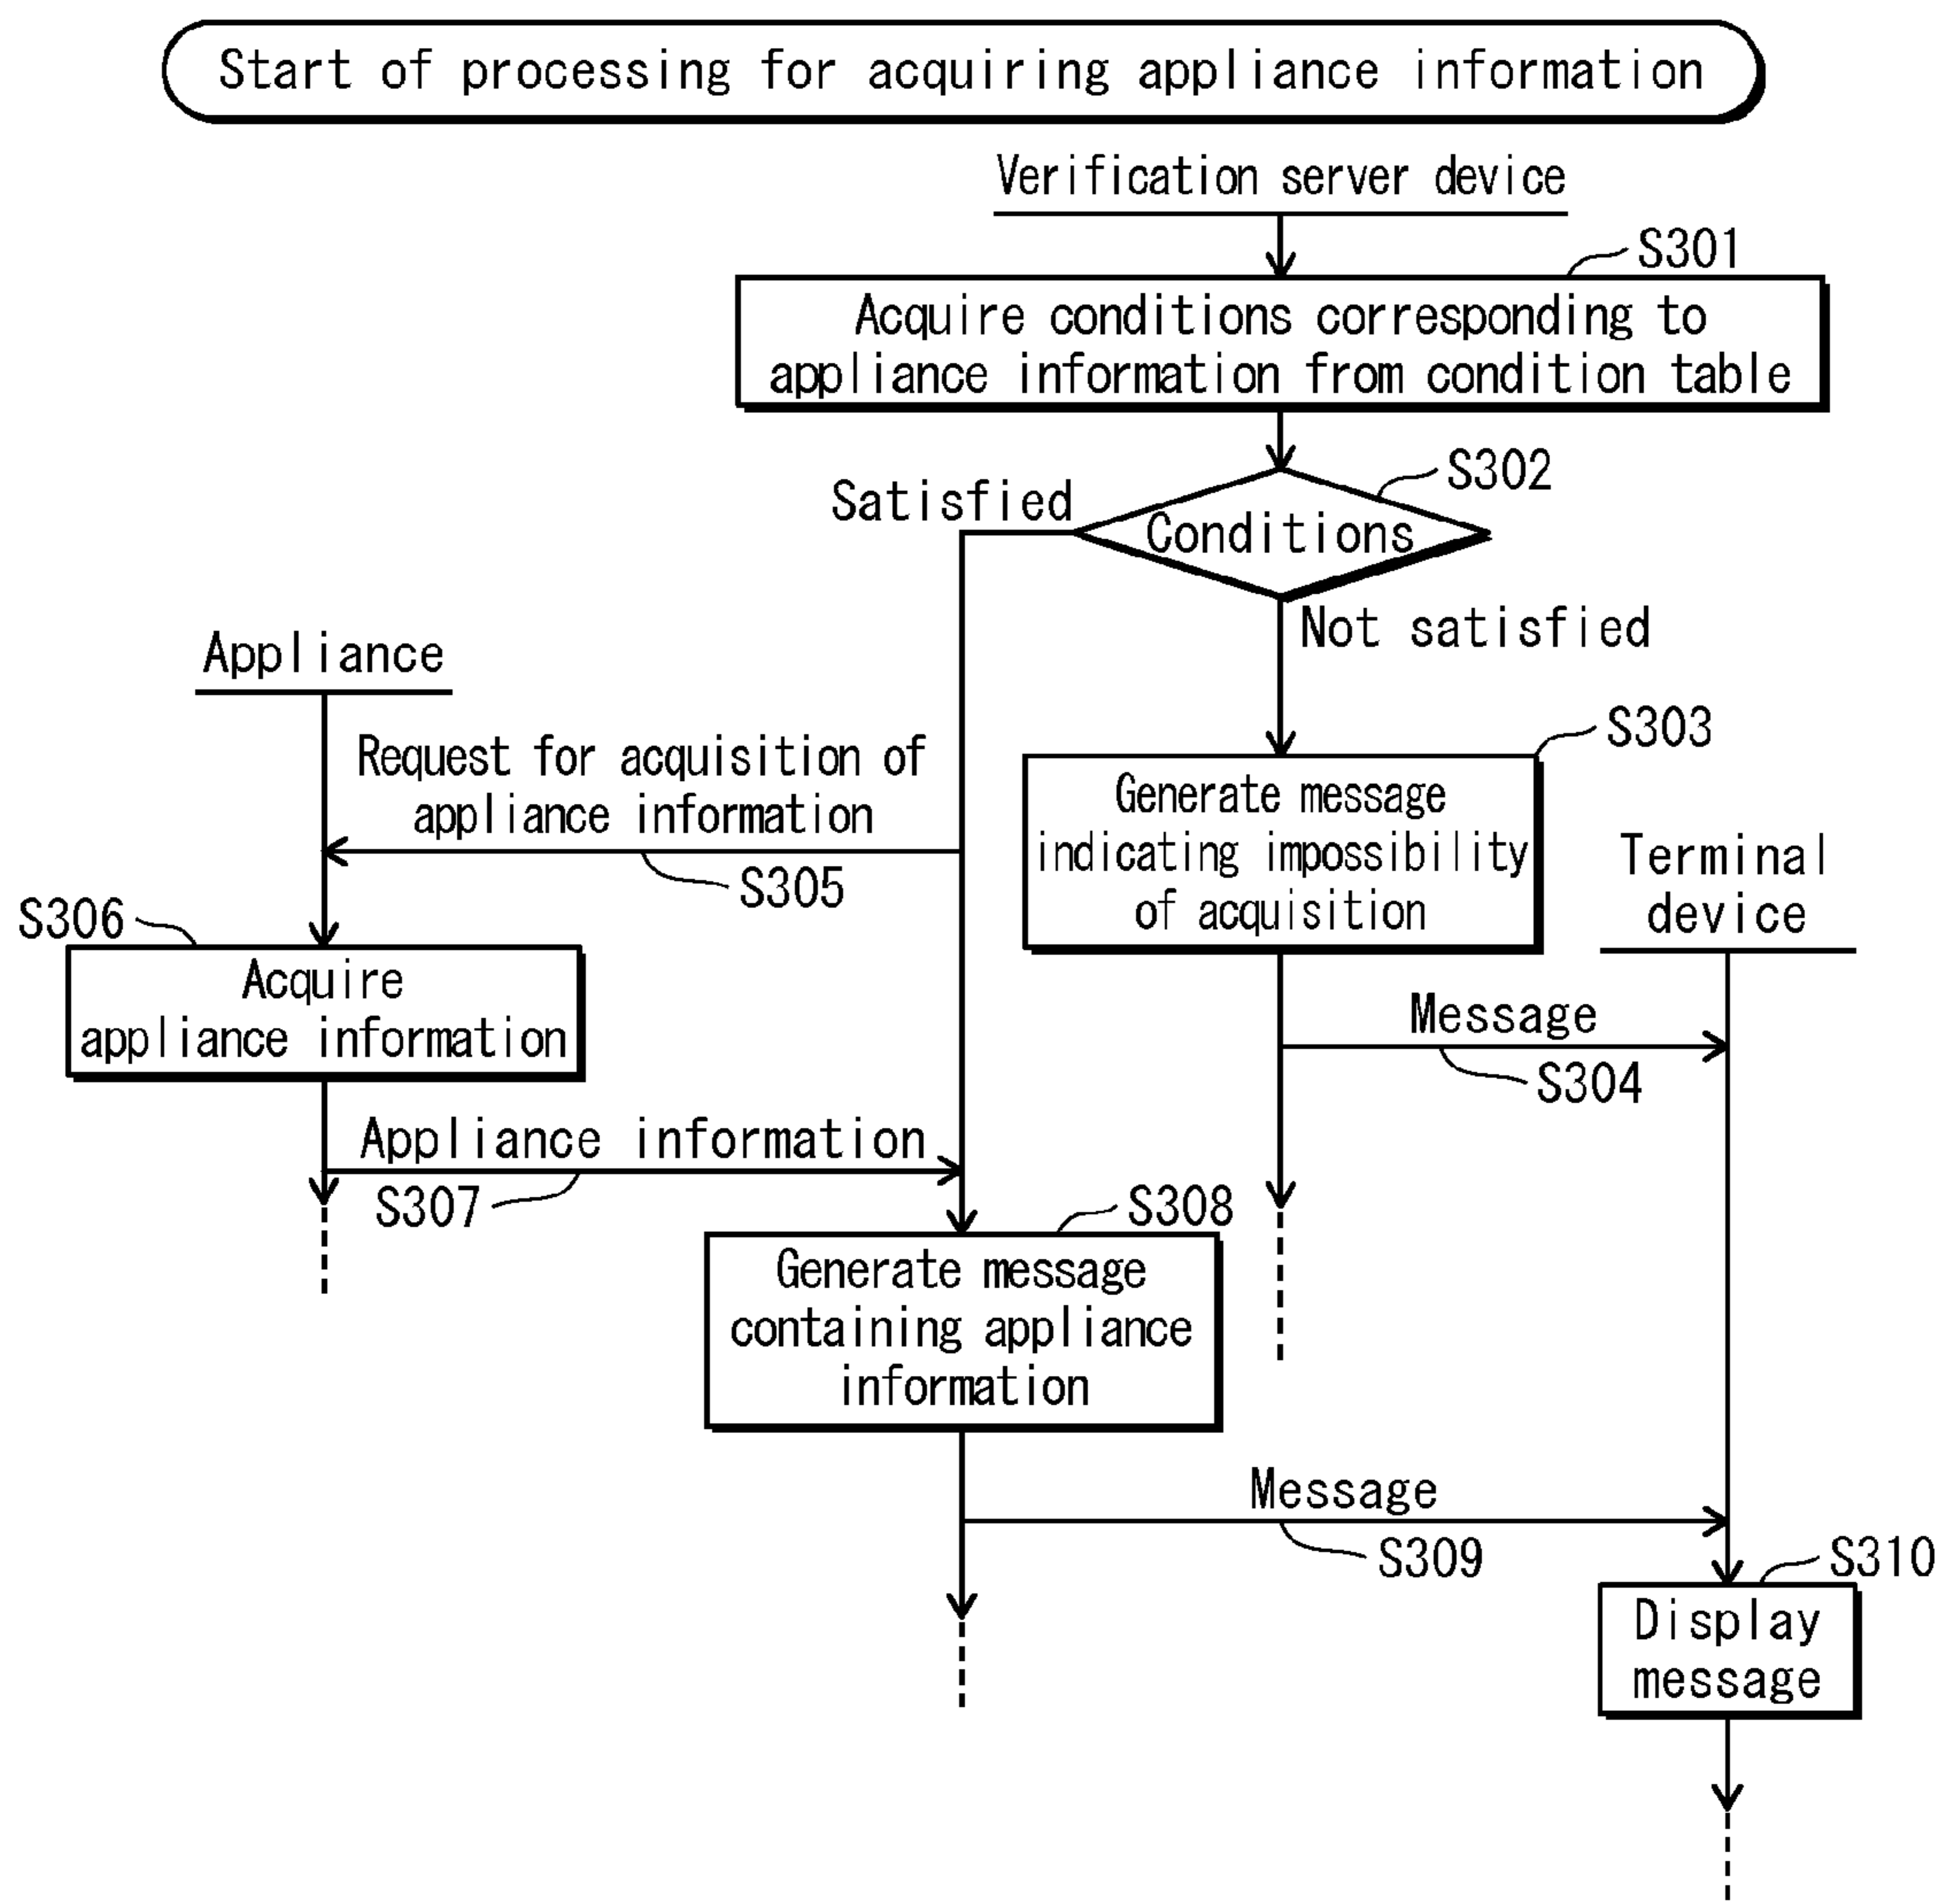 Start of processing for acquiring appliance information
Verification server device
S301
Acquire conditions corresponding to
appliance information from condition table
S302
Satisfied
Conditions
Not satisfied
Appliance
S303
Request for acquisition of
appliance information
S305
Generate message
indicating impossibility
of acquisition
Terminal
device
S306
Acquire
appliance information
Message
S304
Appliance information
S307
S308
Generate message
containing appliance
information
Message
S309
S310
Display
message